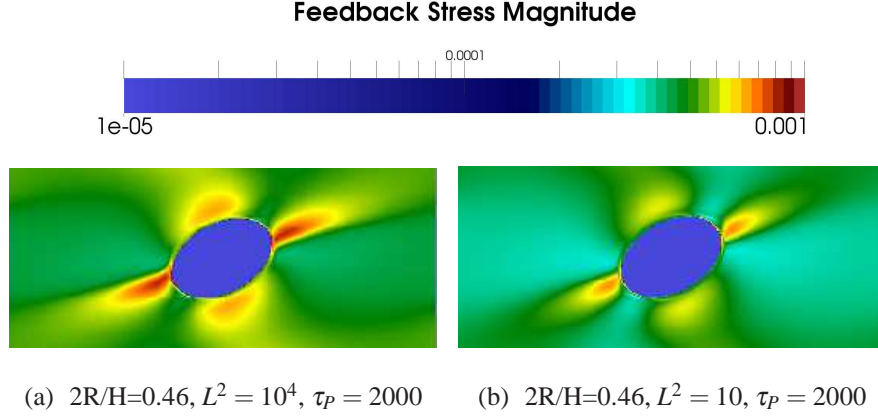 Feedback Stress Magnitude
0.0001
1e-05
0.001
(a) 2R/H=0.46, L² = 10⁴, τ_P = 2000
(b) 2R/H=0.46, L² = 10, τ_P = 2000